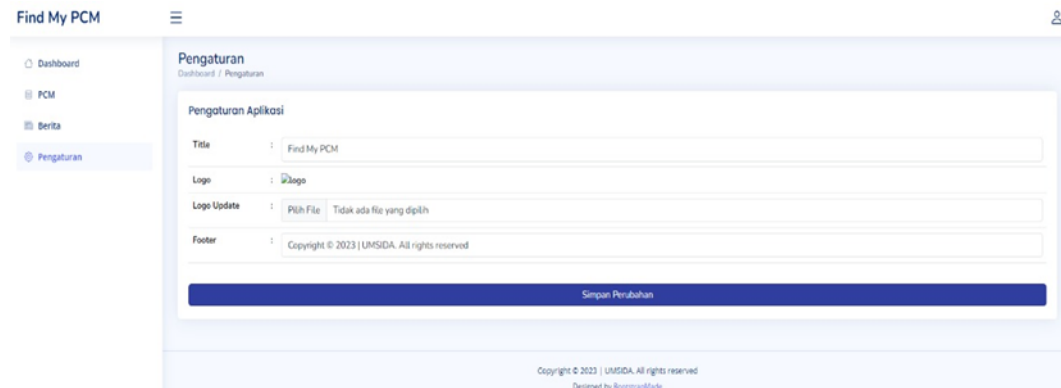 Find My PCM
Dashboard
PCM
Berita
Pengaturan
Pengaturan
Dashboard / Pengaturan
Pengaturan Aplikasi
Title : Find My PCM
Logo : logo
Logo Update : Pilih File Tidak ada file yang dipilih
Footer : Copyright © 2023 | UMSIDA. All rights reserved
Simpan Perubahan
Copyright © 2023 | UMSIDA. All rights reserved
Designed by BootstrapMade